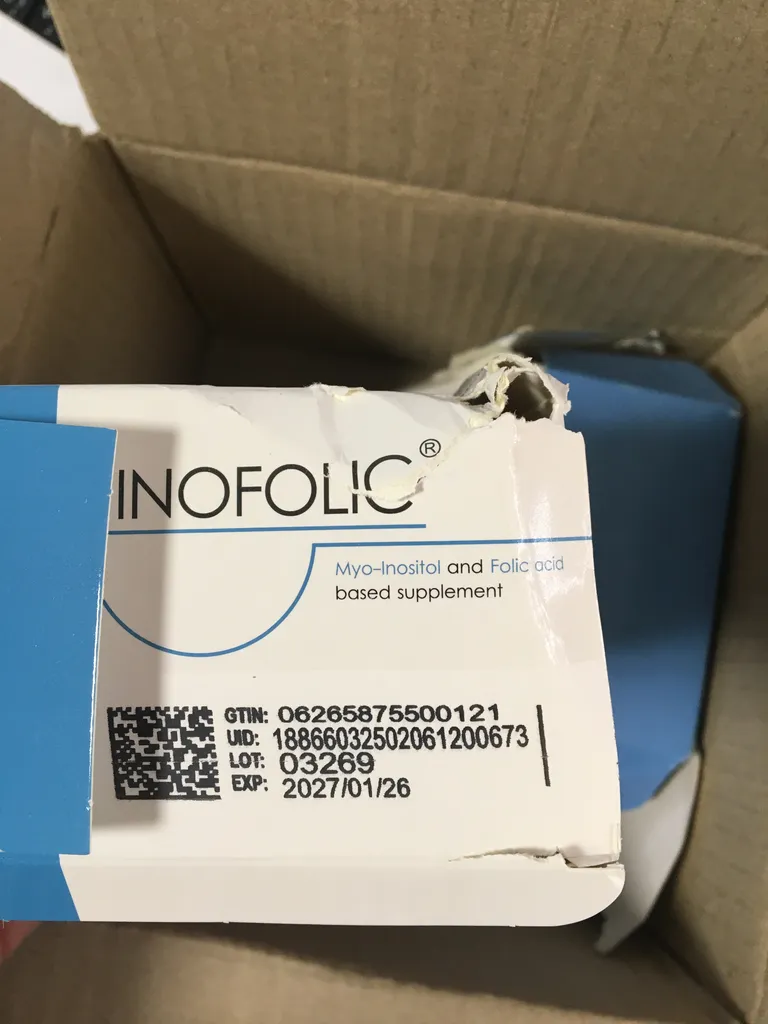 INOFOLIC®
Myo-Inositol and Folic acid
based supplement
GTIN: 06265875500121
UID: 18866032502061200673
LOT: 03269
EXP: 2027/01/26